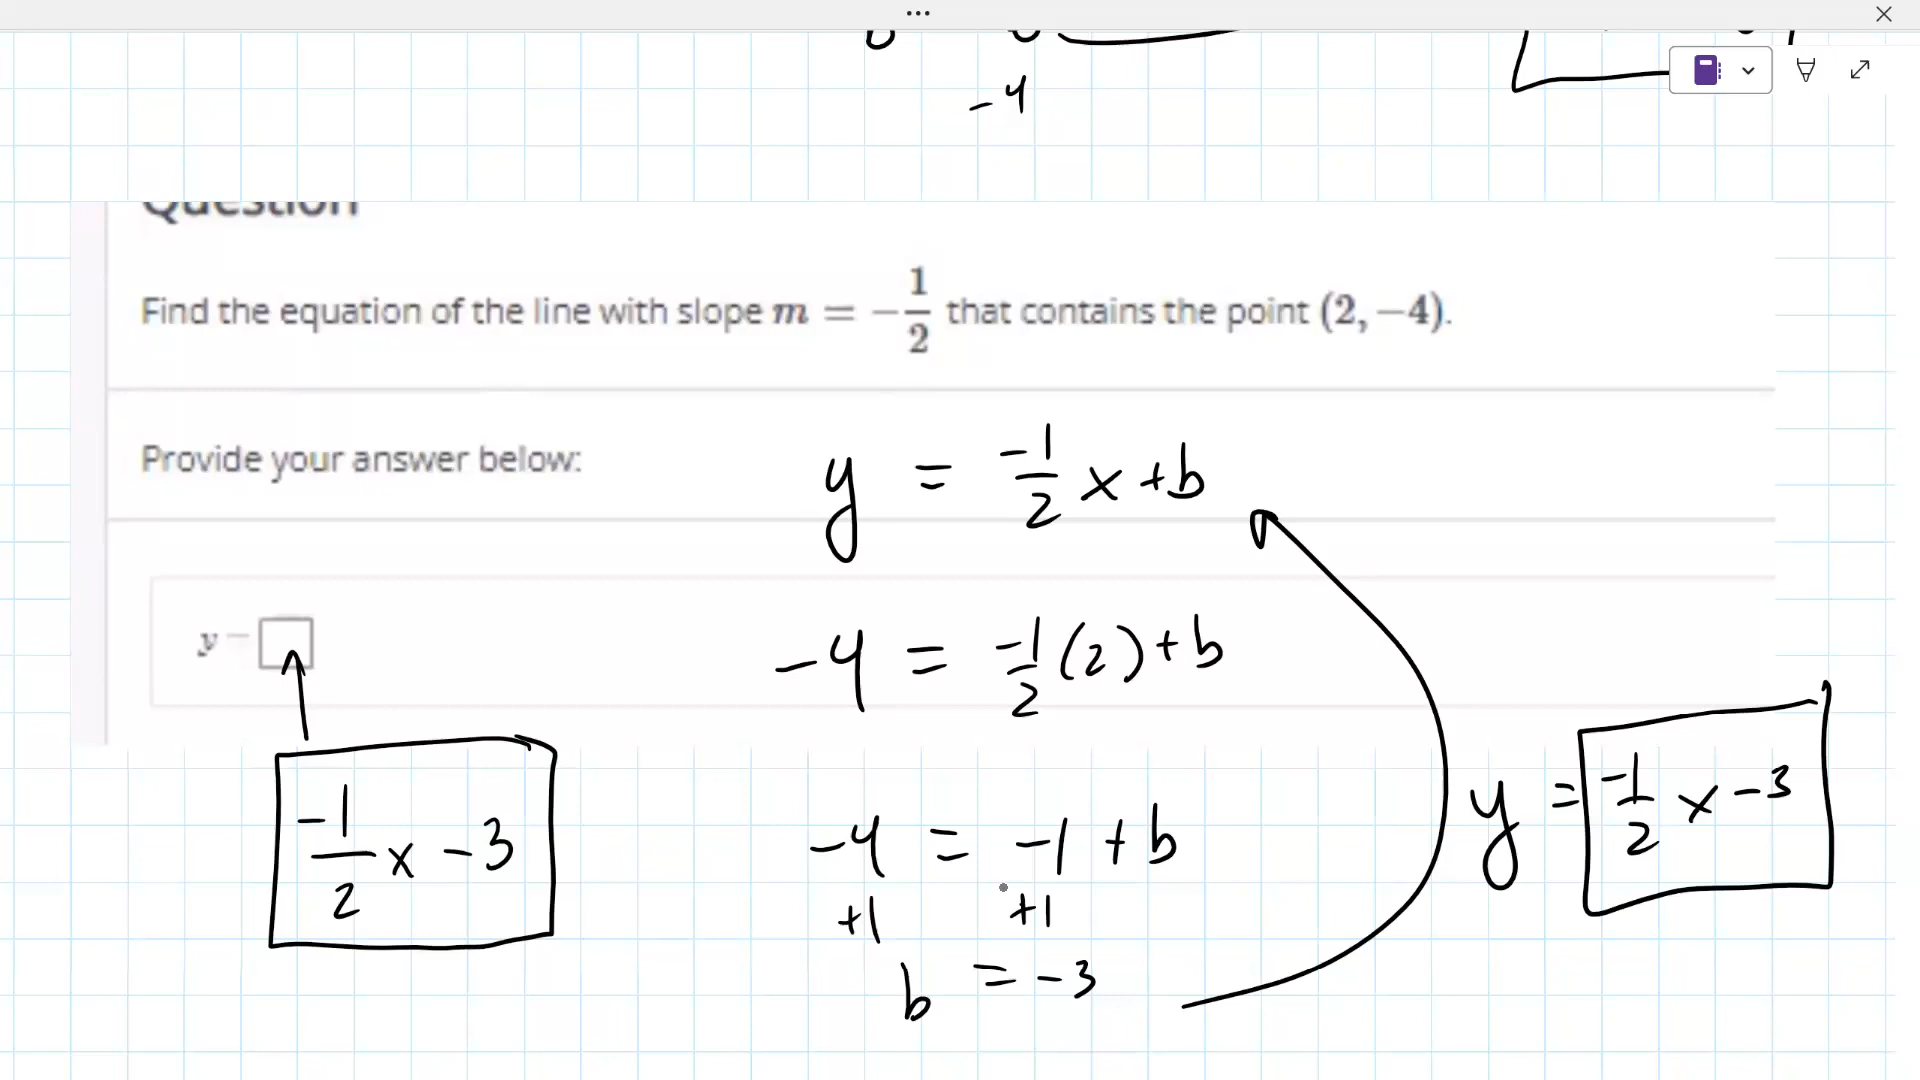 -4
Question
Find the equation of the line with slope m = -1/2 that contains the point (2, -4).
Provide your answer below:
y = -1/2 x + b
y =
-4 = -1/2 (2) + b
-1/2 x - 3
-4 = -1 + b
+1 +1
b = -3
y = -1/2 x - 3